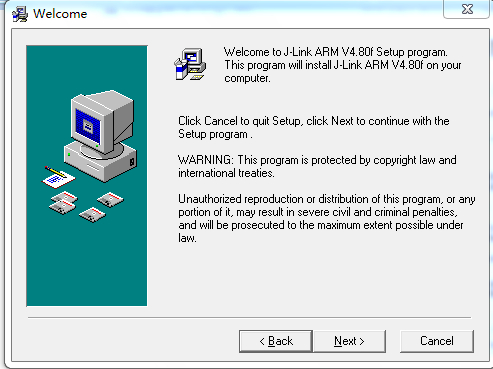 Welcome
Welcome to J-Link ARM V4.80f Setup program.
This program will install J-Link ARM V4.80f on your
computer.
Click Cancel to quit Setup, click Next to continue with the
Setup program .
WARNING: This program is protected by copyright law and
international treaties.
Unauthorized reproduction or distribution of this program, or any
portion of it, may result in severe civil and criminal penalties,
and will be prosecuted to the maximum extent possible under
law.
< Back
Next >
Cancel